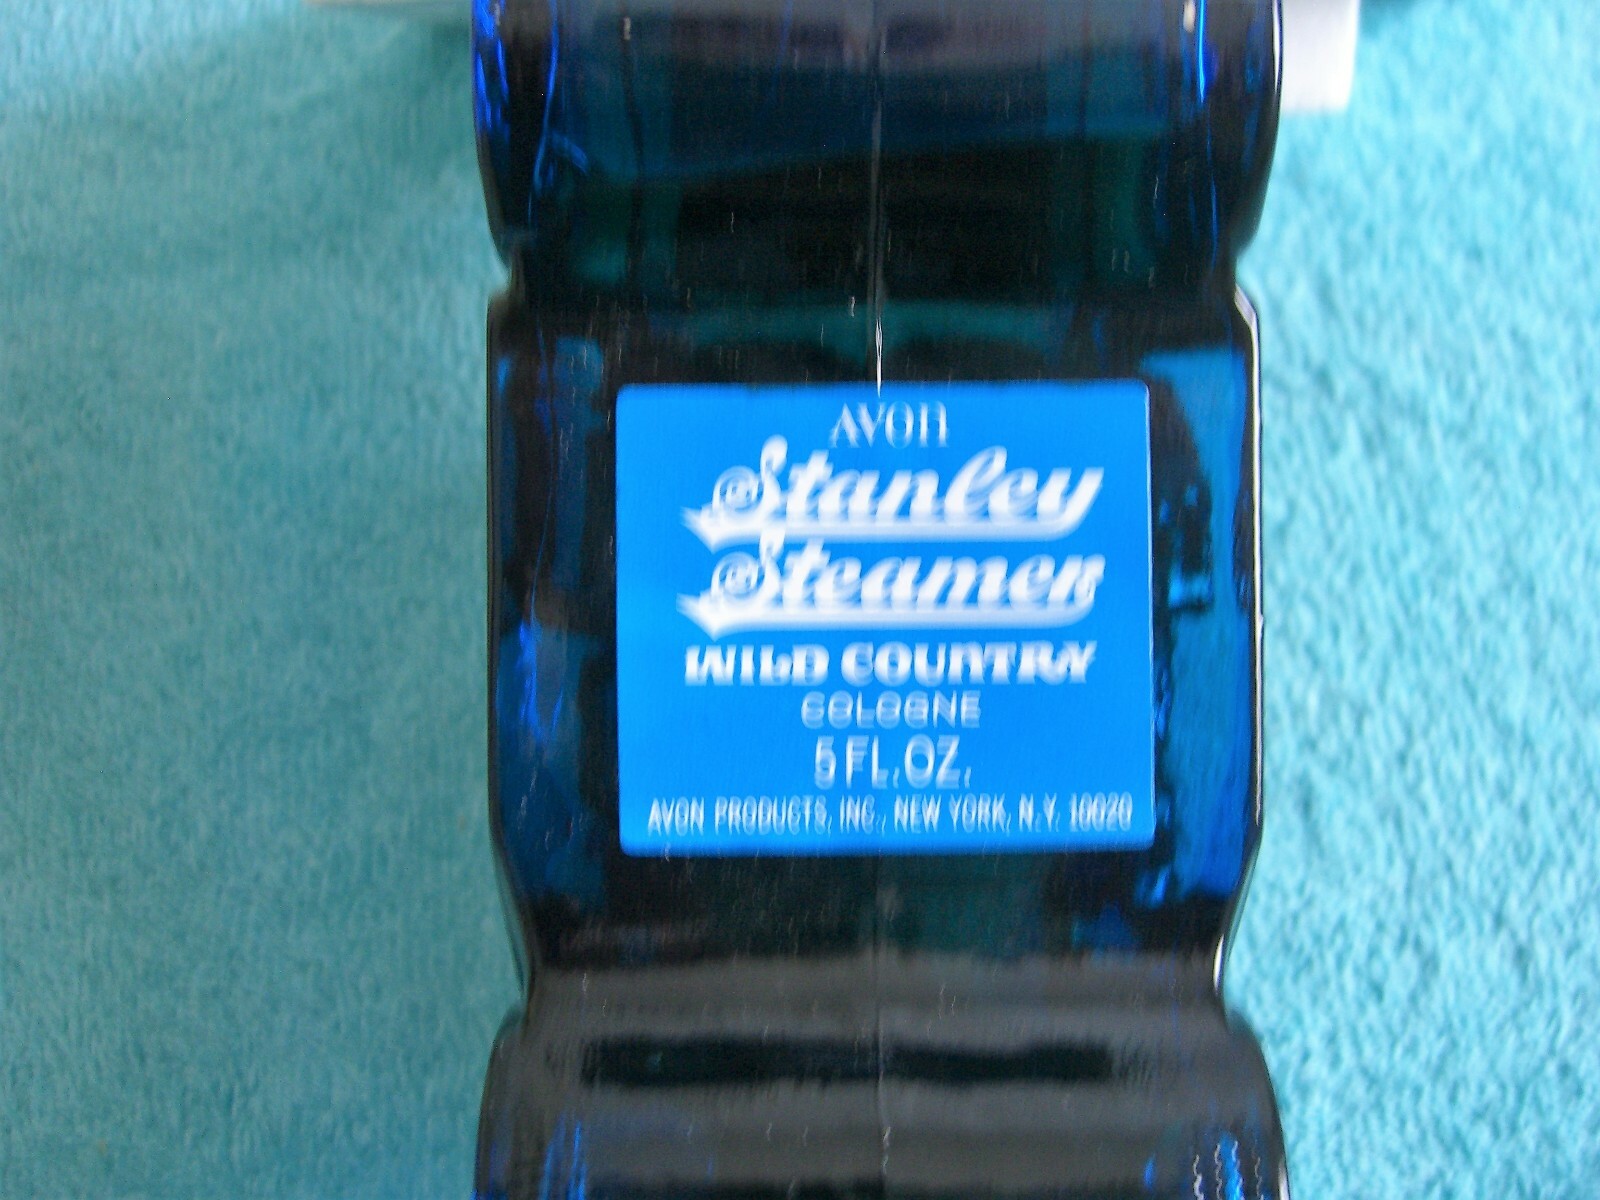 AVON
Stanley
Steamer
WILD COUNTRY
COLOGNE
5 FL. OZ.
AVON PRODUCTS, INC., NEW YORK, N.Y. 10020